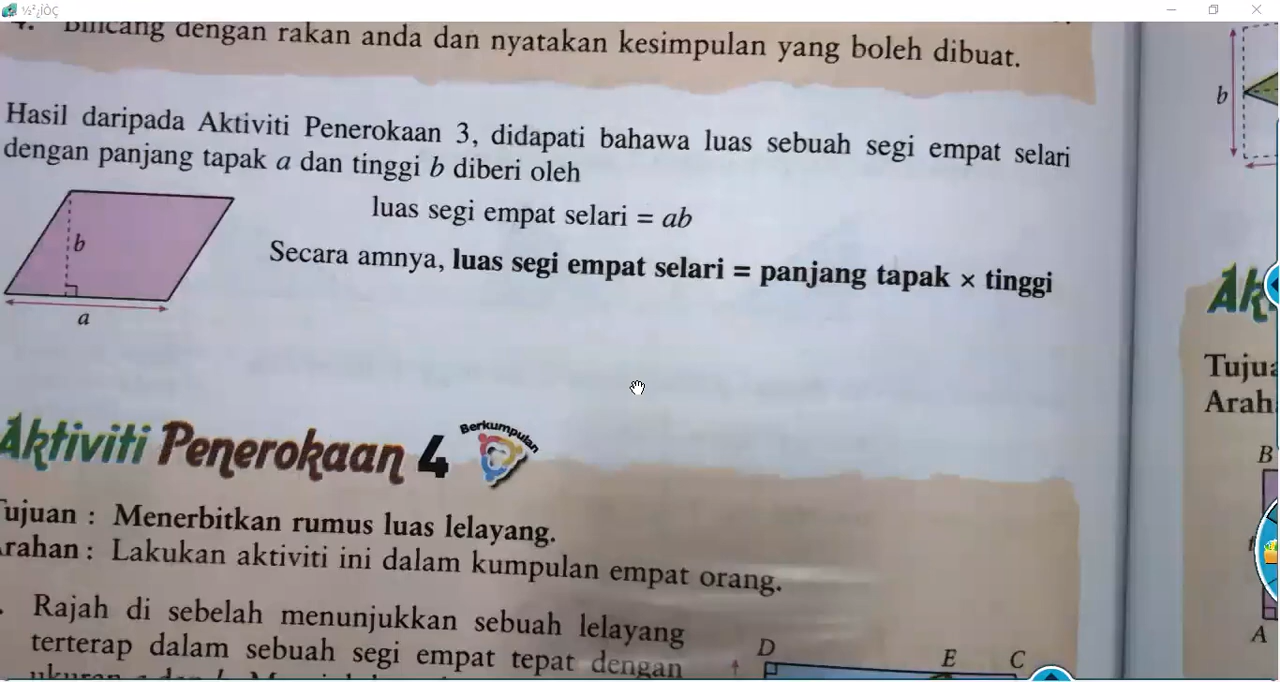 4. Bincang dengan rakan anda dan nyatakan kesimpulan yang boleh dibuat.
Hasil daripada Aktiviti Penerokaan 3, didapati bahawa luas sebuah segi empat selari
dengan panjang tapak a dan tinggi b diberi oleh
luas segi empat selari = ab
Secara amnya, luas segi empat selari = panjang tapak × tinggi
b
a
Aktiviti Penerokaan 4
Berkumpulan
Tujuan : Menerbitkan rumus luas lelayang.
Arahan : Lakukan aktiviti ini dalam kumpulan empat orang.
Rajah di sebelah menunjukkan sebuah lelayang
terterap dalam sebuah segi empat tepat dengan
D
E
C
b
Ak
Tujua
Arah
B
A